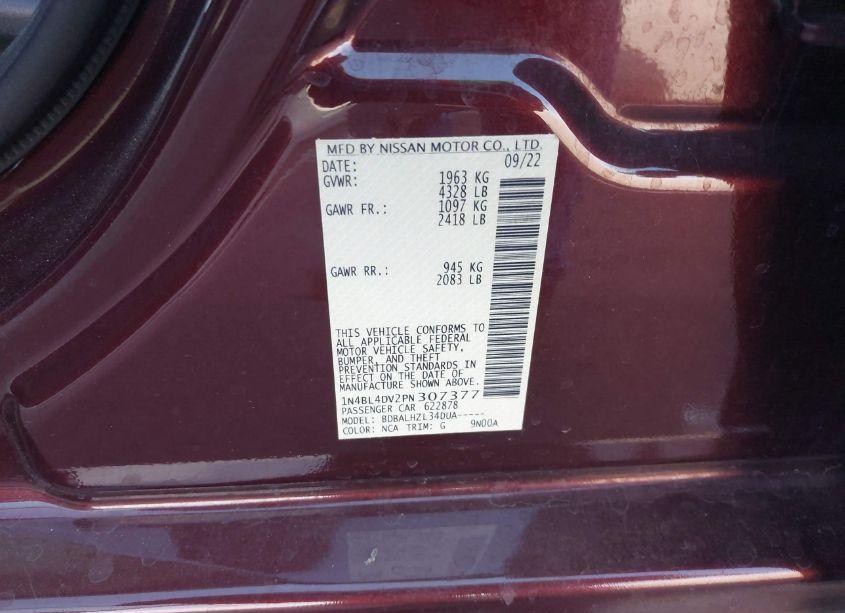 MFD BY NISSAN MOTOR CO., LTD.
DATE: 09/22
GVWR: 1963 KG
4328 LB
GAWR FR.: 1097 KG
2418 LB
GAWR RR.: 945 KG
2083 LB
THIS VEHICLE CONFORMS TO
ALL APPLICABLE FEDERAL
MOTOR VEHICLE SAFETY,
BUMPER, AND THEFT
PREVENTION STANDARDS IN
EFFECT ON THE DATE OF
MANUFACTURE SHOWN ABOVE.
1N4BL4DV2PN307377
PASSENGER CAR 622878
MODEL: BDBALHZL34DUA-----
COLOR: NCA TRIM: G 9N00A